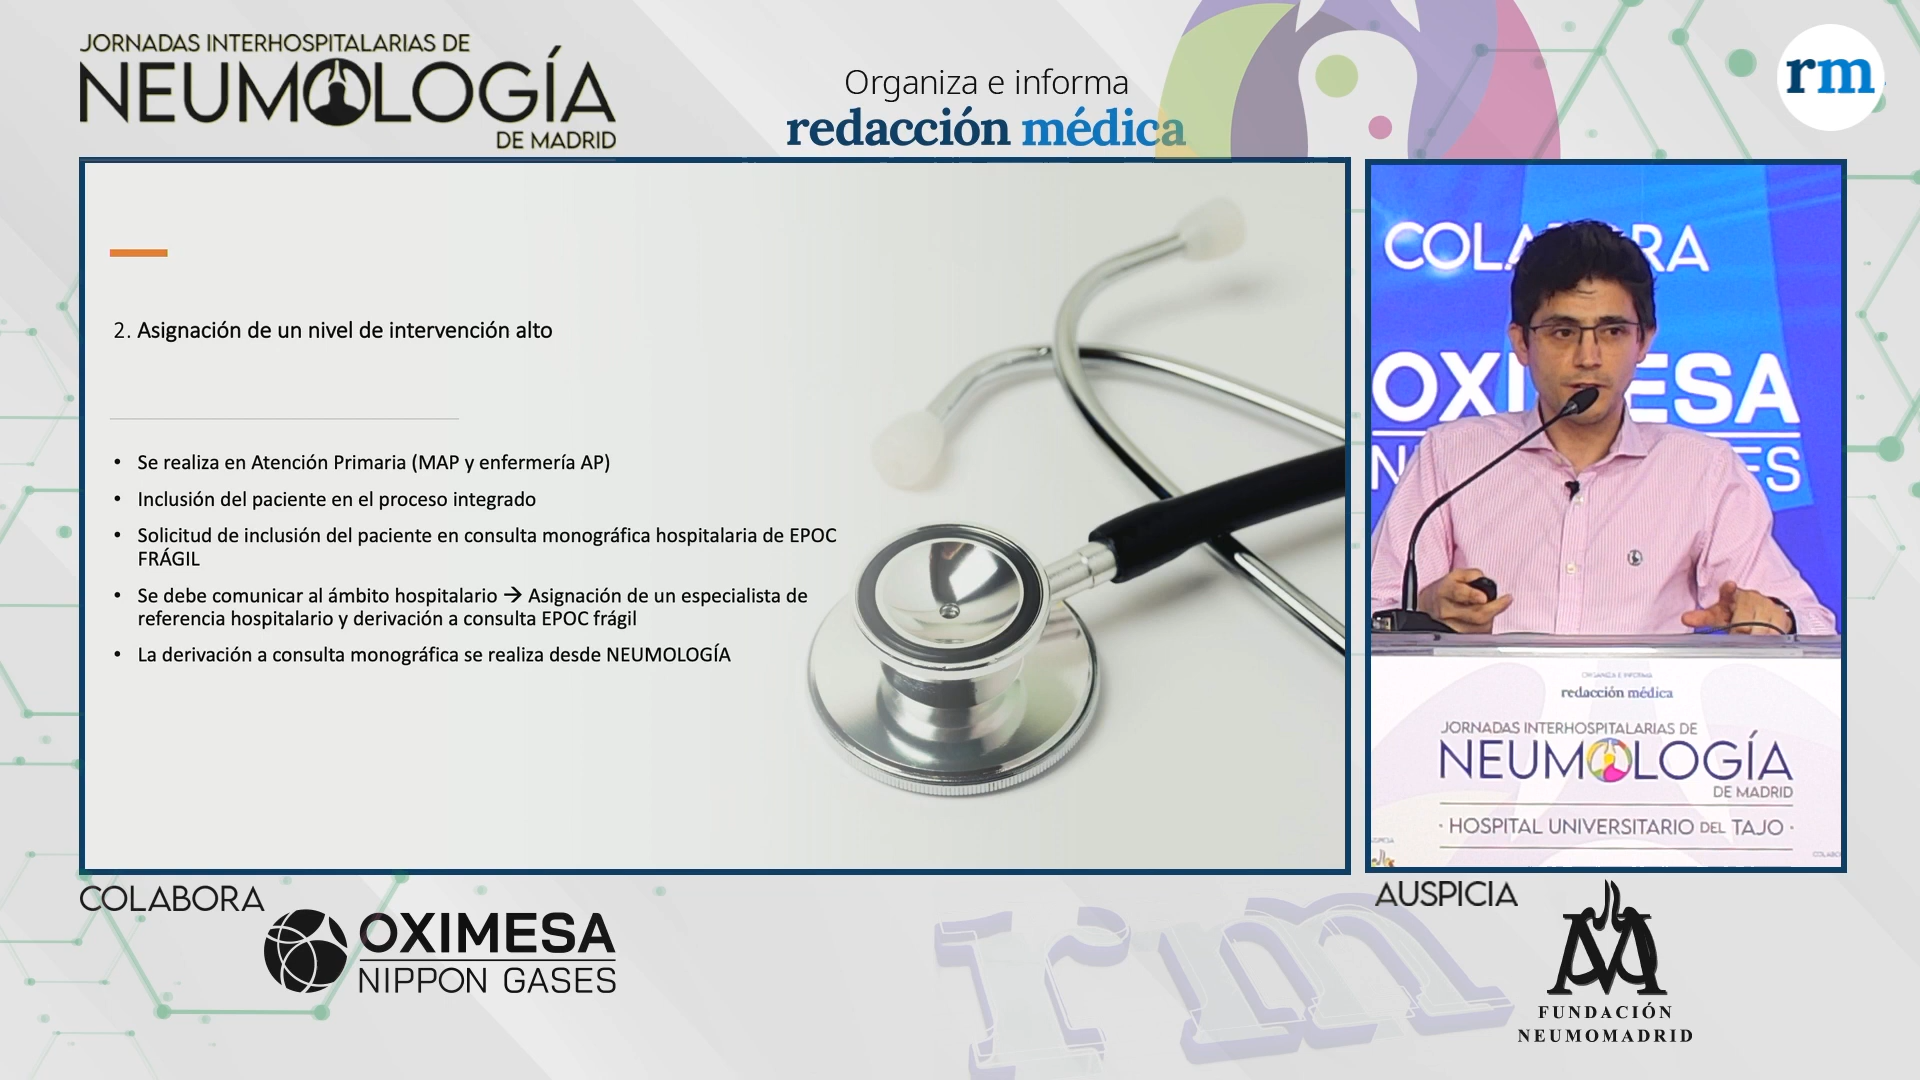 JORNADAS INTERHOSPITALARIAS DE
NEUMOLOGÍA
DE MADRID
Organiza e informa
redacción médica
rm
2. Asignación de un nivel de intervención alto
• Se realiza en Atención Primaria (MAP y enfermería AP)
• Inclusión del paciente en el proceso integrado
• Solicitud de inclusión del paciente en consulta monográfica hospitalaria de EPOC
FRÁGIL
• Se debe comunicar al ámbito hospitalario → Asignación de un especialista de
referencia hospitalario y derivación a consulta EPOC frágil
• La derivación a consulta monográfica se realiza desde NEUMOLOGÍA
ORGANIZA E INFORMA
redacción médica
JORNADAS INTERHOSPITALARIAS DE
NEUMOLOGÍA
DE MADRID
· HOSPITAL UNIVERSITARIO DEL TAJO ·
COLABORA
OXIMESA
NIPPON GASES
rm
AUSPICIA
FUNDACIÓN
NEUMOMADRID